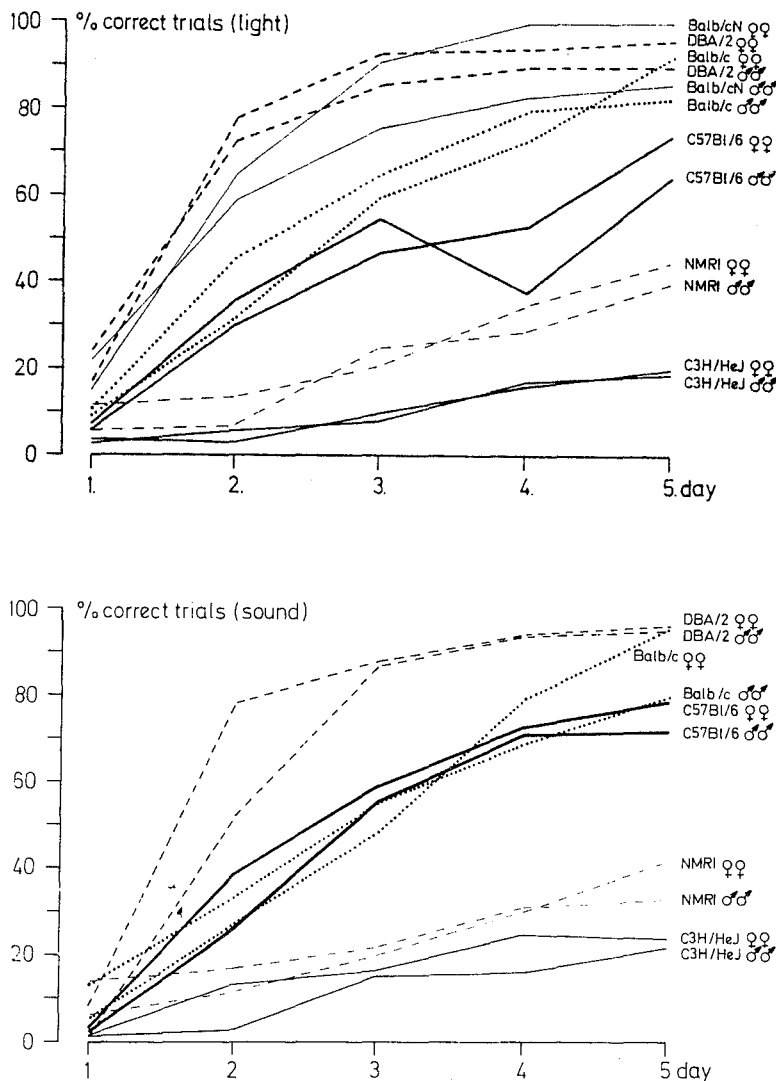 % correct trials (light)
100
80
60
40
20
0
1.
2.
3.
4.
5. day
Balb/cN ♀♀
DBA/2 ♀♀
Balb/c ♀♀
DBA/2 ♂♂
Balb/cN ♂♂
Balb/c ♂♂
C57Bl/6 ♀♀
C57Bl/6 ♂♂
NMRI ♀♀
NMRI ♂♂
C3H/HeJ ♀♀
C3H/HeJ ♂♂
% correct trials (sound)
100
80
60
40
20
0
1
2
3
4
5 day
DBA/2 ♀♀
DBA/2 ♂♂
Balb/c ♀♀
Balb/c ♂♂
C57Bl/6 ♀♀
C57Bl/6 ♂♂
NMRI ♀♀
NMRI ♂♂
C3H/HeJ ♀♀
C3H/HeJ ♂♂